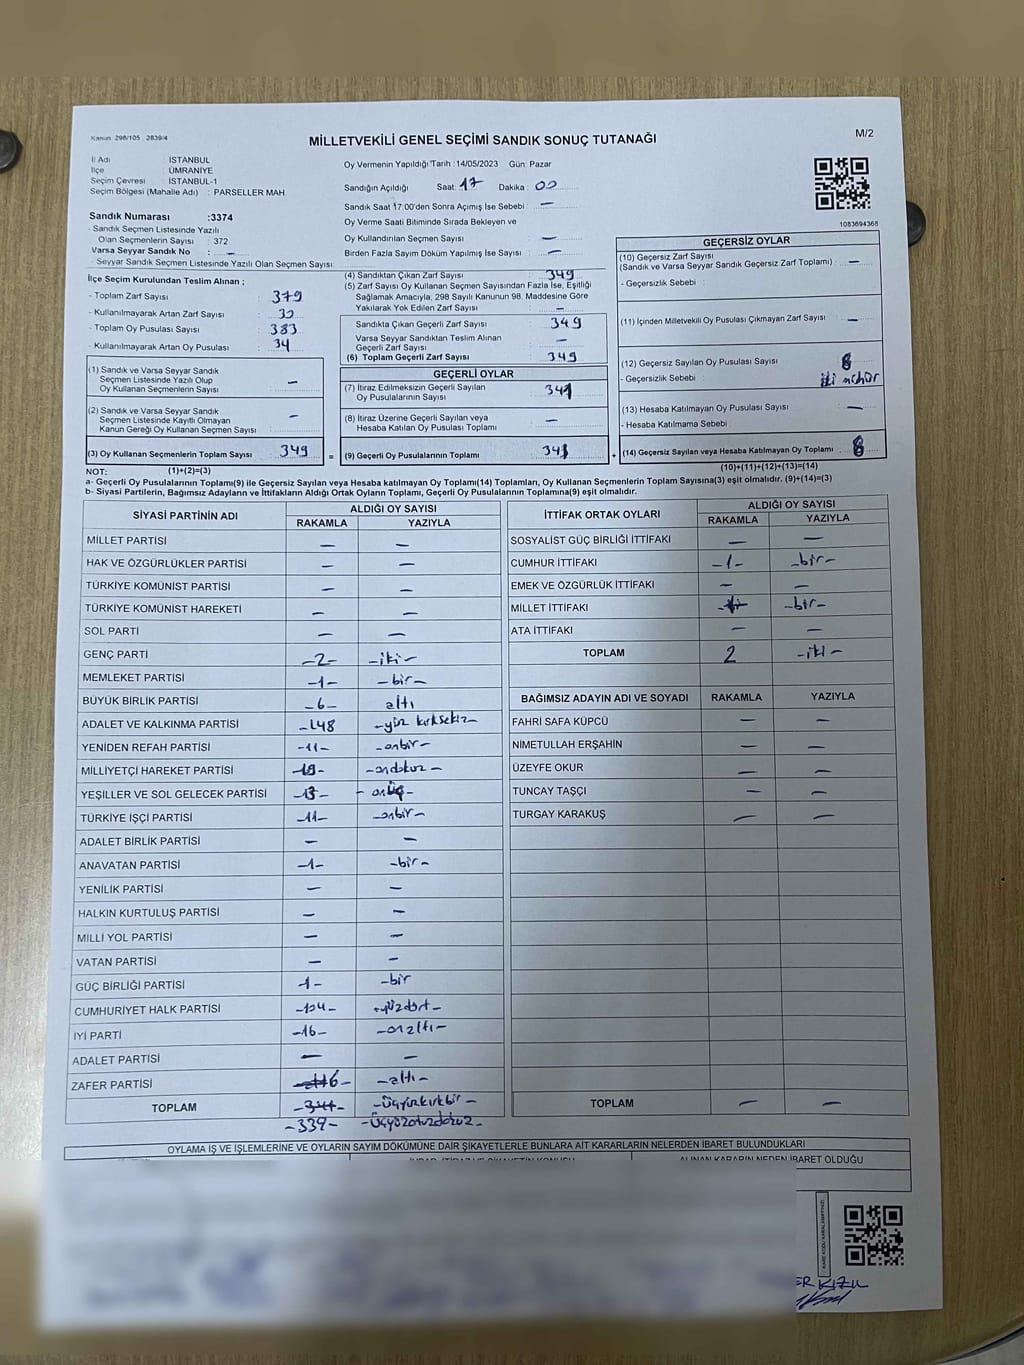 Kanun: 298/105 , 2839/4
MİLLETVEKİLİ GENEL SEÇİMİ SANDIK SONUÇ TUTANAĞI
M/2
İl Adı İSTANBUL
İlçe ÜMRANİYE
Seçim Çevresi İSTANBUL-1
Seçim Bölgesi (Mahalle Adı) : PARSELLER MAH
Oy Vermenin Yapıldığı Tarih :14/05/2023 Gün: Pazar
Sandığın Açıldığı Saat: 17 Dakika : 00
Sandık Saat 17:00'den Sonra Açımış İse Sebebi : —
Oy Verme Saati Bitiminde Sırada Bekleyen ve
Oy Kullandırılan Seçmen Sayısı —
Birden Fazla Sayım Döküm Yapılmış İse Sayısı : —
1083694368
Sandık Numarası :3374
- Sandık Seçmen Listesinde Yazılı
Olan Seçmenlerin Sayısı : 372
Varsa Seyyar Sandık No : —
- Seyyar Sandık Seçmen Listesinde Yazılı Olan Seçmen Sayısı:
İlçe Seçim Kurulundan Teslim Alınan ;
- Toplam Zarf Sayısı : 379
- Kullanılmayarak Artan Zarf Sayısı : 30
- Toplam Oy Pusulası Sayısı : 383
- Kullanılmayarak Artan Oy Pusulası : 34
(1) Sandık ve Varsa Seyyar Sandık
Seçmen Listesinde Yazılı Olup
Oy Kullanan Seçmenlerin Sayısı : —
(2) Sandık ve Varsa Seyyar Sandık
Seçmen Listesinde Kayıtlı Olmayan
Kanun Gereği Oy Kullanan Seçmen Sayısı : —
(3) Oy Kullanan Seçmenlerin Toplam Sayısı : 349 =
(4) Sandıktan Çıkan Zarf Sayısı : 349
(5) Zarf Sayısı Oy Kullanan Seçmen Sayısından Fazla İse, Eşitliği
Sağlamak Amacıyla, 298 Sayılı Kanunun 98. Maddesine Göre
Yakılarak Yok Edilen Zarf Sayısı : —
Sandıkta Çıkan Geçerli Zarf Sayısı : 349
Varsa Seyyar Sandıktan Teslim Alınan
Geçerli Zarf Sayısı : —
(6) Toplam Geçerli Zarf Sayısı : 349
GEÇERLİ OYLAR
(7) İtiraz Edilmeksizin Geçerli Sayılan
Oy Pusulalarının Sayısı : 341
(8) İtiraz Üzerine Geçerli Sayılan veya
Hesaba Katılan Oy Pusulası Toplamı : —
(9) Geçerli Oy Pusulalarının Toplamı : 341 +
GEÇERSİZ OYLAR
(10) Geçersiz Zarf Sayısı
(Sandık ve Varsa Seyyar Sandık Geçersiz Zarf Toplamı) : —
- Geçersizlik Sebebi :
(11) İçinden Milletvekili Oy Pusulası Çıkmayan Zarf Sayısı : —
(12) Geçersiz Sayılan Oy Pusulası Sayısı : 8
- Geçersizlik Sebebi : iki mühür
(13) Hesaba Katılmayan Oy Pusulası Sayısı : —
- Hesaba Katılmama Sebebi
(14) Geçersiz Sayılan veya Hesaba Katılmayan Oy Toplamı : 8
NOT: (1)+(2)=(3) (10)+(11)+(12)+(13)=(14)
a- Geçerli Oy Pusulalarının Toplamı(9) ile Geçersiz Sayılan veya Hesaba Katılmayan Oy Toplamı(14) Toplamları, Oy Kullanan Seçmenlerin Toplam Sayısına(3) eşit olmalıdır. (9)+(14)=(3)
b- Siyasi Partilerin, Bağımsız Adayların ve İttifakların Aldığı Ortak Oyların Toplamı, Geçerli Oy Pusulalarının Toplamına(9) eşit olmalıdır.
SİYASİ PARTİNİN ADI ALDIĞI OY SAYISI
RAKAMLA YAZIYLA
MİLLET PARTİSİ — —
HAK VE ÖZGÜRLÜKLER PARTİSİ — —
TÜRKİYE KOMÜNİST PARTİSİ — —
TÜRKİYE KOMÜNİST HAREKETİ — —
SOL PARTİ — —
GENÇ PARTİ -2- -iki-
MEMLEKET PARTİSİ -1- -bir-
BÜYÜK BİRLİK PARTİSİ -6- altı
ADALET VE KALKINMA PARTİSİ -148 -yüz kırksekiz-
YENİDEN REFAH PARTİSİ -11- -onbir-
MİLLİYETÇİ HAREKET PARTİSİ -19- -ondokuz-
YEŞİLLER VE SOL GELECEK PARTİSİ -13- -onüç-
TÜRKİYE İŞÇİ PARTİSİ -11- -onbir-
ADALET BİRLİK PARTİSİ — —
ANAVATAN PARTİSİ -1- -bir-
YENİLİK PARTİSİ — —
HALKIN KURTULUŞ PARTİSİ — —
MİLLİ YOL PARTİSİ — —
VATAN PARTİSİ — —
GÜÇ BİRLİĞİ PARTİSİ -1- -bir
CUMHURİYET HALK PARTİSİ -104- -yüzdört-
İYİ PARTİ -16- -onaltı-
ADALET PARTİSİ — —
ZAFER PARTİSİ 6- -altı-
TOPLAM -341- -Üçyüzkırkbir-
-339- -Üçyüzotuzdokuz-
İTTİFAK ORTAK OYLARI ALDIĞI OY SAYISI
RAKAMLA YAZIYLA
SOSYALİST GÜÇ BİRLİĞİ İTTİFAKI — —
CUMHUR İTTİFAKI -1- -bir-
EMEK VE ÖZGÜRLÜK İTTİFAKI — —
MİLLET İTTİFAKI -bir-
ATA İTTİFAKI — —
TOPLAM 2 -iki-
BAĞIMSIZ ADAYIN ADI VE SOYADI RAKAMLA YAZIYLA
FAHRİ SAFA KÜPCÜ — —
NİMETULLAH ERŞAHİN — —
ÜZEYFE OKUR — —
TUNCAY TAŞÇI — —
TURGAY KARAKUŞ — —
TOPLAM — —
OYLAMA İŞ VE İŞLEMLERİNE VE OYLARIN SAYIM DÖKÜMÜNE DAİR ŞİKAYETLERLE BUNLARA AİT KARARLARIN NELERDEN İBARET BULUNDUKLARI
ALINAN KARARIN NEDEN İBARET OLDUĞU